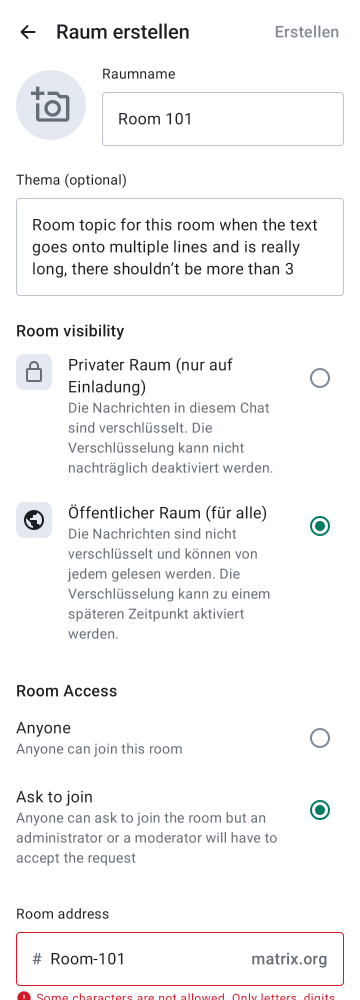 Raum erstellen
Erstellen
Raumname
Room 101
Thema (optional)
Room topic for this room when the text
goes onto multiple lines and is really
long, there shouldn’t be more than 3
Room visibility
Privater Raum (nur auf
Einladung)
Die Nachrichten in diesem Chat
sind verschlüsselt. Die
Verschlüsselung kann nicht
nachträglich deaktiviert werden.
Öffentlicher Raum (für alle)
Die Nachrichten sind nicht
verschlüsselt und können von
jedem gelesen werden. Die
Verschlüsselung kann zu einem
späteren Zeitpunkt aktiviert
werden.
Room Access
Anyone
Anyone can join this room
Ask to join
Anyone can ask to join the room but an
administrator or a moderator will have to
accept the request
Room address
# Room-101 matrix.org
Some characters are not allowed. Only letters, digits